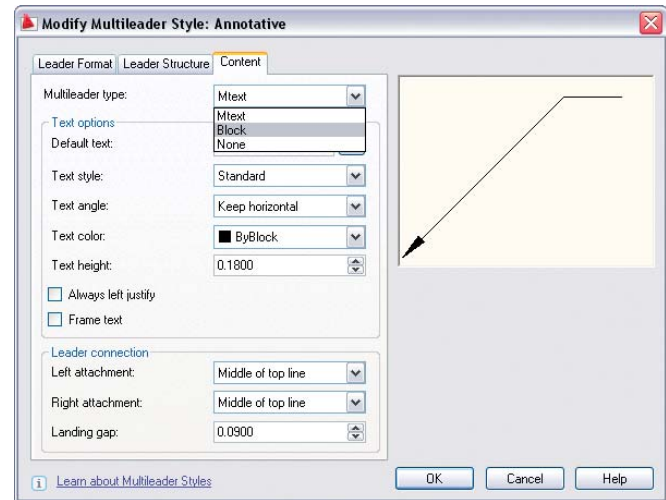 Modify Multileader Style: Annotative
Leader Format Leader Structure Content
Multileader type: Mtext
Mtext
Block
None
Text options
Default text:
Text style: Standard
Text angle: Keep horizontal
Text color: ByBlock
Text height: 0.1800
Always left justify
Frame text
Leader connection
Left attachment: Middle of top line
Right attachment: Middle of top line
Landing gap: 0.0900
Learn about Multileader Styles
OK Cancel Help